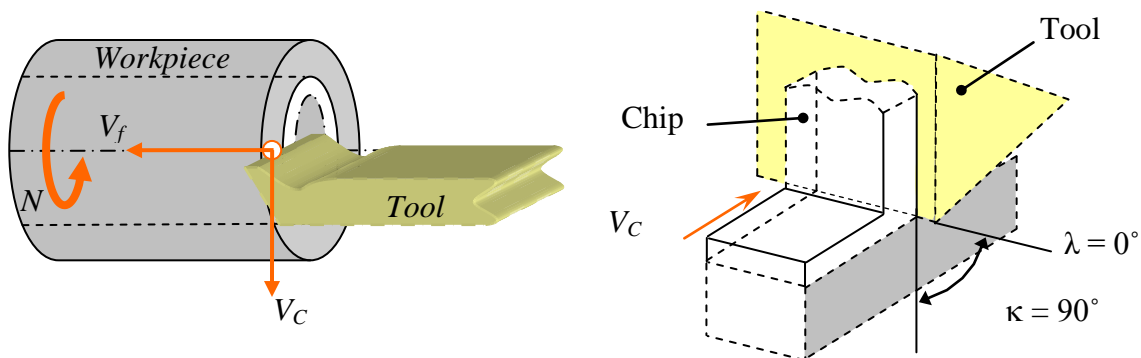 Workpiece
V_f
N
Tool
V_C
Tool
Chip
V_C
λ = 0˚
κ = 90˚